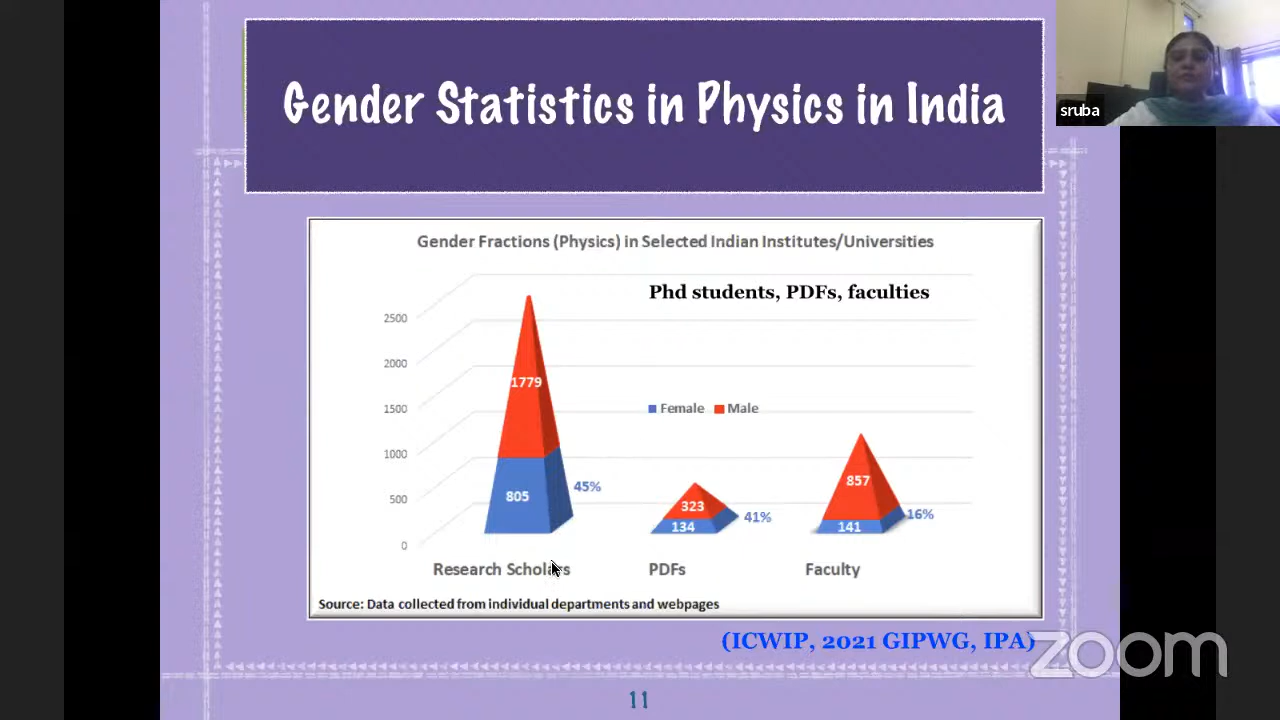 Gender Statistics in Physics in India
sruba
Gender Fractions (Physics) in Selected Indian Institutes/Universities
Phd students, PDFs, faculties
2500
2000
1500
1000
500
0
Female Male
1779
805
45%
323
134
41%
857
141
16%
Research Scholars
PDFs
Faculty
Source: Data collected from individual departments and webpages
(ICWIP, 2021 GIPWG, IPA)
zoom
11